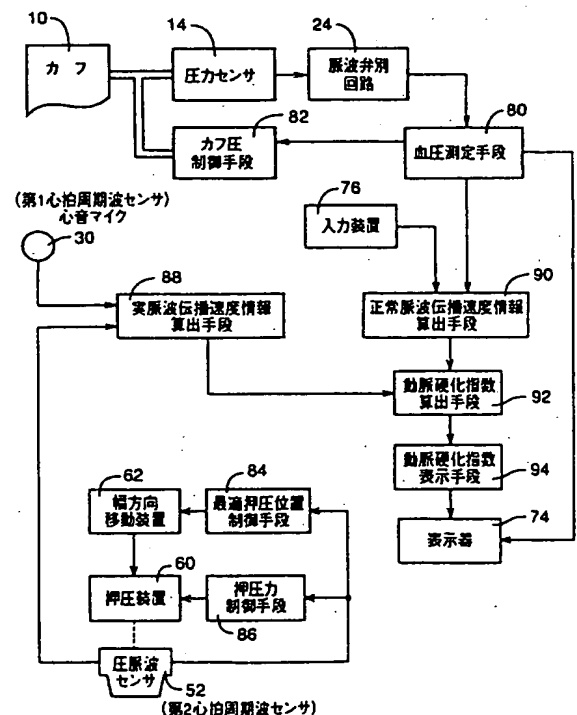 10
カフ
14
圧力センサ
24
脈波弁別
回路
82
カフ圧
制御手段
80
血圧測定手段
(第1心拍周期波センサ)
心音マイク
30
76
入力装置
88
実脈波伝播速度情報
算出手段
90
正常脈波伝播速度情報
算出手段
動脈硬化指数
算出手段
92
動脈硬化指数
表示手段
94
74
表示器
62
幅方向
移動装置
84
最適押圧位置
制御手段
60
押圧装置
押圧力
制御手段
86
圧脈波
センサ
52
(第2心拍周期波センサ)